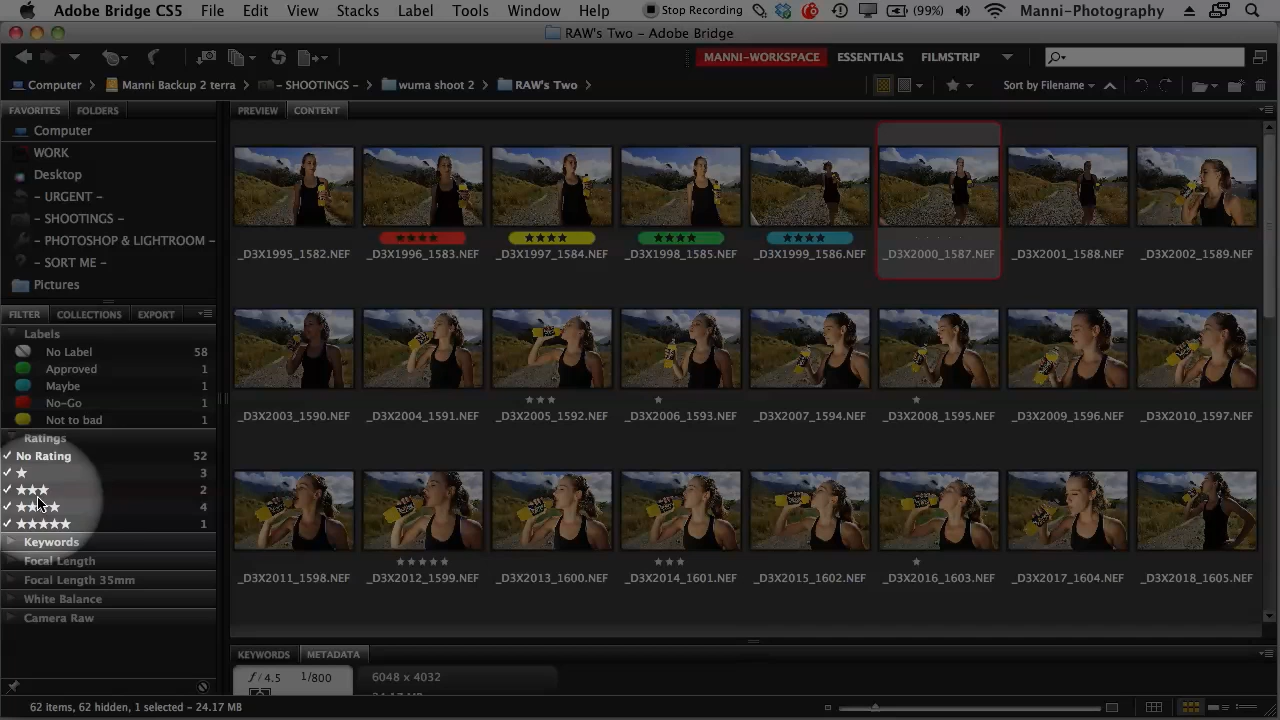 Adobe Bridge CS5 File Edit View Stacks Label Tools Window Help Stop Recording (99%) Manni-Photography
RAW's Two - Adobe Bridge
MANNI-WORKSPACE ESSENTIALS FILMSTRIP
Computer Manni Backup 2 terra - SHOOTINGS - wuma shoot 2 RAW's Two Sort by Filename
FAVORITES FOLDERS PREVIEW CONTENT
Computer
WORK
Desktop
- URGENT -
- SHOOTINGS -
- PHOTOSHOP & LIGHTROOM -
- SORT ME -
Pictures
_D3X1995_1582.NEF _D3X1996_1583.NEF _D3X1997_1584.NEF _D3X1998_1585.NEF _D3X1999_1586.NEF _D3X2000_1587.NEF _D3X2001_1588.NEF _D3X2002_1589.NEF
FILTER COLLECTIONS EXPORT
Labels
No Label 58
Approved 1
Maybe 1
No-Go 1
Not to bad 1
Ratings
No Rating 52
3
2
4
1
Keywords
Focal Length
Focal Length 35mm
White Balance
Camera Raw
_D3X2003_1590.NEF _D3X2004_1591.NEF _D3X2005_1592.NEF _D3X2006_1593.NEF _D3X2007_1594.NEF _D3X2008_1595.NEF _D3X2009_1596.NEF _D3X2010_1597.NEF
_D3X2011_1598.NEF _D3X2012_1599.NEF _D3X2013_1600.NEF _D3X2014_1601.NEF _D3X2015_1602.NEF _D3X2016_1603.NEF _D3X2017_1604.NEF _D3X2018_1605.NEF
KEYWORDS METADATA
f/4.5 1/800 6048 x 4032
24.17 MB
62 items, 62 hidden, 1 selected - 24.17 MB